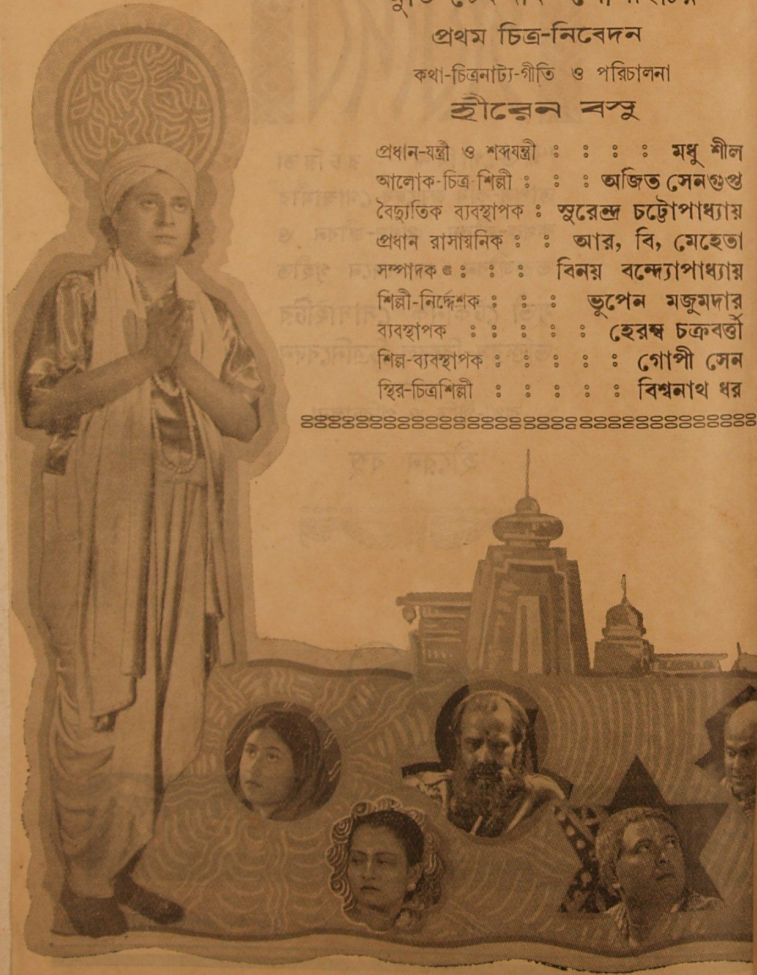 প্রথম চিত্র-নিবেদন
কথা-চিত্রনাট্য-গীতি ও পরিচালনা
হীরেন বসু
প্রধান-যন্ত্রী ও শব্দযন্ত্রী : : : : মধু শীল
আলোক-চিত্র-শিল্পী : : : অজিত সেনগুপ্ত
বৈদ্যুতিক ব্যবস্থাপক : সুরেন্দ্র চট্টোপাধ্যায়
প্রধান রাসায়নিক : : আর, বি, মেহেতা
সম্পাদক : : : : বিনয় বন্দ্যোপাধ্যায়
শিল্পী-নির্দ্দেশক : : : ভুপেন মজুমদার
ব্যবস্থাপক : : : : : হেরম্ব চক্রবর্ত্তী
শিল্প-ব্যবস্থাপক : : : : : গোপী সেন
স্থির-চিত্রশিল্পী : : : : : বিশ্বনাথ ধর